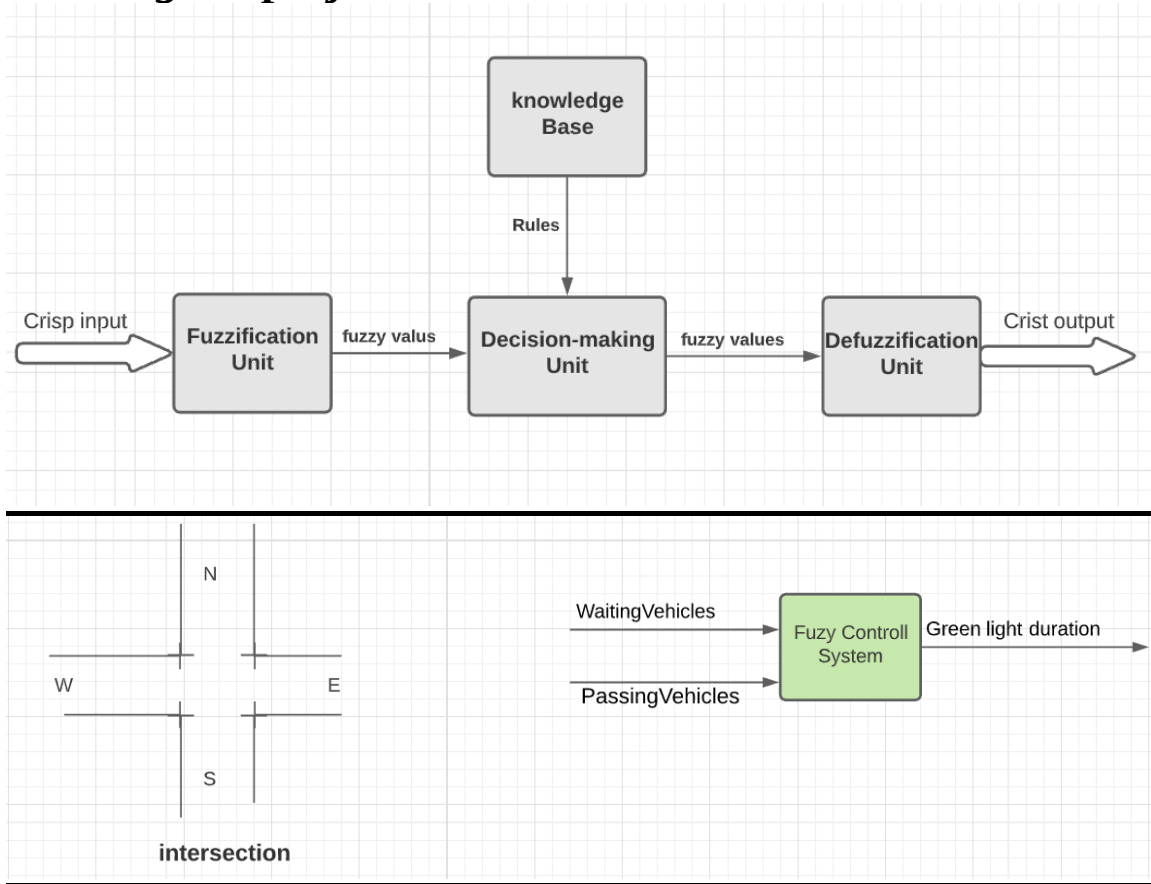 knowledge
Base
Rules
Crisp input
Fuzzification
Unit
fuzzy valus
Decision-making
Unit
fuzzy values
Defuzzification
Unit
Crist output
N
W
E
S
intersection
WaitingVehicles
PassingVehicles
Fuzy Controll
System
Green light duration